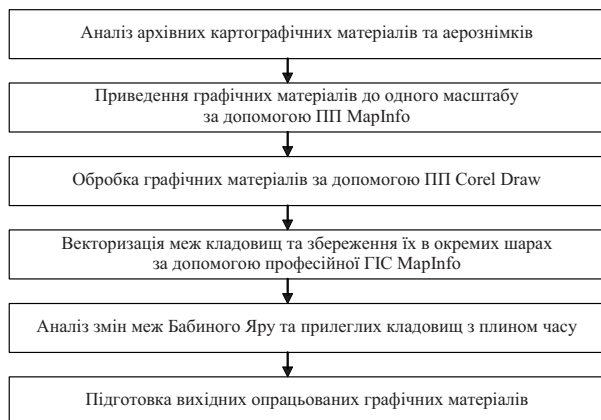 Аналіз архівних картографічних матеріалів та аерознімків
Приведення графічних матеріалів до одного масштабу
за допомогою ПП MapInfo
Обробка графічних матеріалів за допомогою ПП Corel Draw
Векторизація меж кладовищ та збереження їх в окремих шарах
за допомогою професійної ГІС MapInfo
Аналіз змін меж Бабиного Яру та прилеглих кладовищ з плином часу
Підготовка вихідних опрацьованих графічних матеріалів